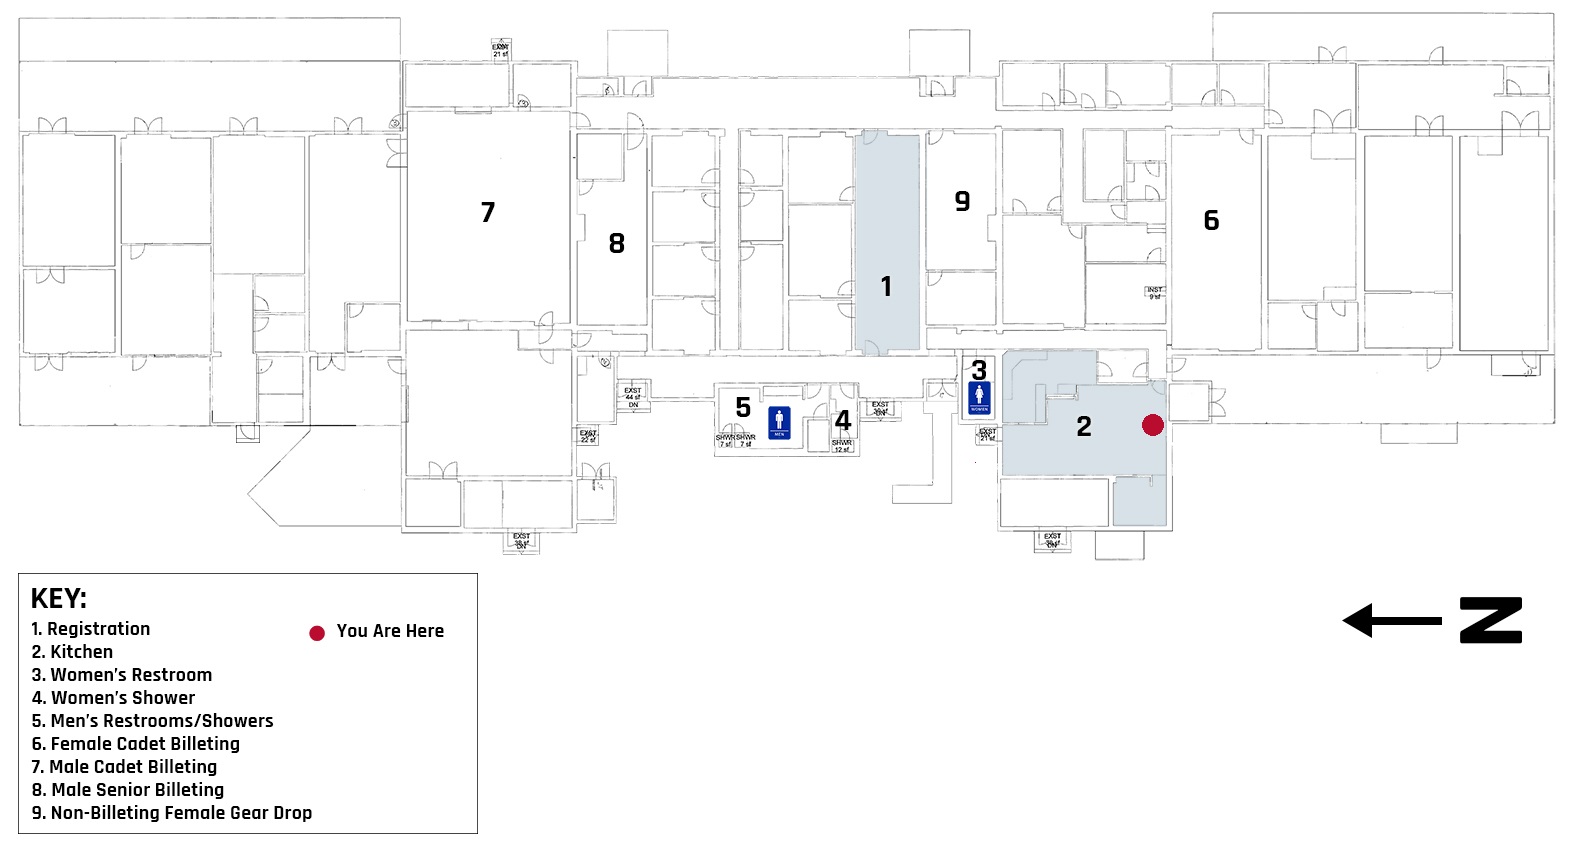 EXST
21 sf
7
8
1
9
6
INST
9 sf
EXST
44 sf
DN
5
MEN
4
SHWR
7 sf
SHWR
7 sf
SHWR
12 sf
EXST
DN
3
WOMEN
EXST
21 sf
2
EXST
22 sf
EXST
38 sf
DN
EXST
DN
KEY:
1. Registration
2. Kitchen
3. Women's Restroom
4. Women's Shower
5. Men's Restrooms/Showers
6. Female Cadet Billeting
7. Male Cadet Billeting
8. Male Senior Billeting
9. Non-Billeting Female Gear Drop
You Are Here
N